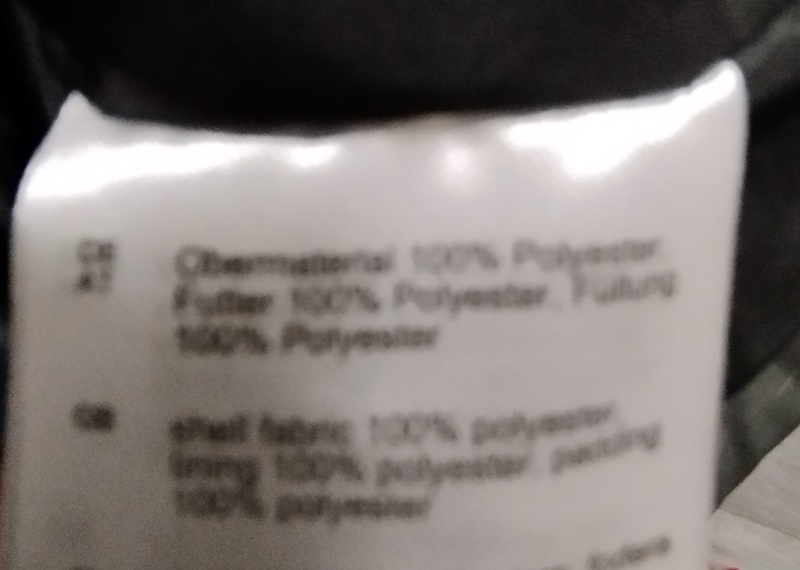 AT
Obermaterial 100% Polyester,
Futter 100% Polyester, Füllung
100% Polyester
GB
shell fabric 100% polyester,
lining 100% polyester, padding
100% polyester